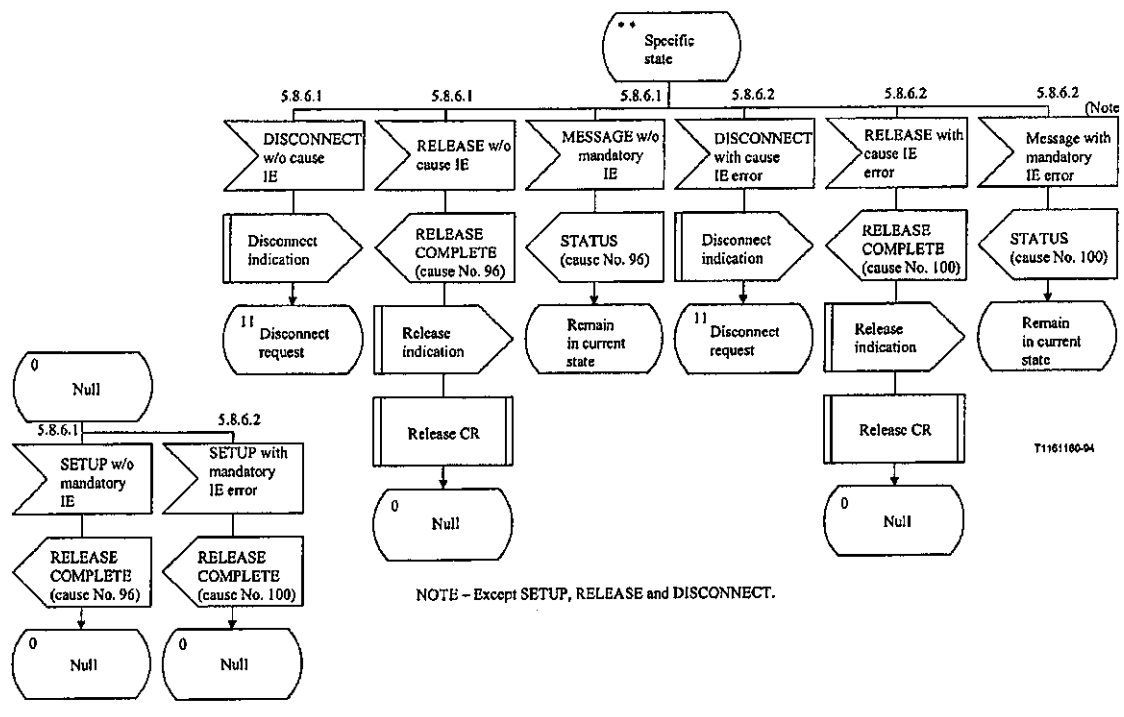 * *
Specific
state
5.8.6.1
5.8.6.1
5.8.6.1
5.8.6.2
5.8.6.2
5.8.6.2
(Note
DISCONNECT
w/o cause
IE
RELEASE w/o
cause IE
MESSAGE w/o
mandatory
IE
DISCONNECT
with cause
IE error
RELEASE with
cause IE
error
Message with
mandatory
IE error
Disconnect
indication
RELEASE
COMPLETE
(cause No. 96)
STATUS
(cause No. 96)
Disconnect
indication
RELEASE
COMPLETE
(cause No. 100)
STATUS
(cause No. 100)
11
Disconnect
request
Release
indication
Remain
in current
state
11
Disconnect
request
Release
indication
Remain
in current
state
0
Null
Release CR
Release CR
T1161160-94
5.8.6.1
5.8.6.2
SETUP w/o
mandatory
IE
SETUP with
mandatory
IE error
0
Null
0
Null
RELEASE
COMPLETE
(cause No. 96)
RELEASE
COMPLETE
(cause No. 100)
NOTE – Except SETUP, RELEASE and DISCONNECT.
0
Null
0
Null